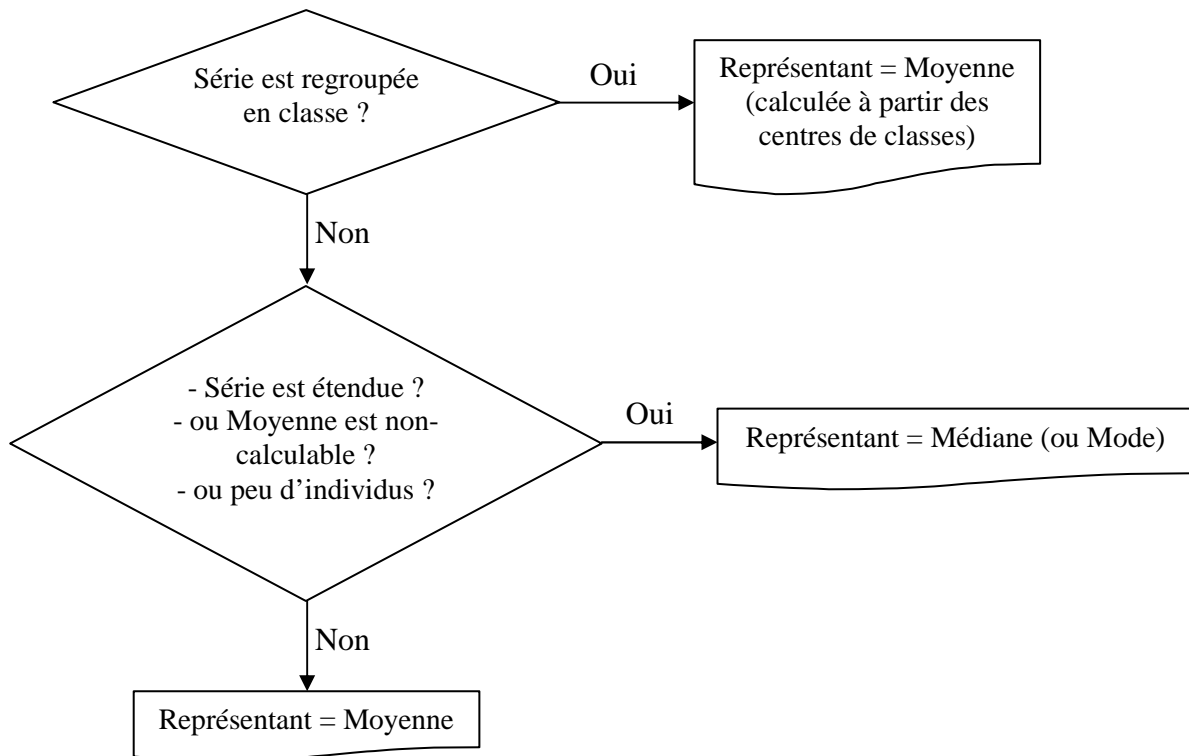 Série est regroupée
en classe ?
Oui
Représentant = Moyenne
(calculée à partir des
centres de classes)
Non
- Série est étendue ?
- ou Moyenne est non-
calculable ?
- ou peu d’individus ?
Oui
Représentant = Médiane (ou Mode)
Non
Représentant = Moyenne